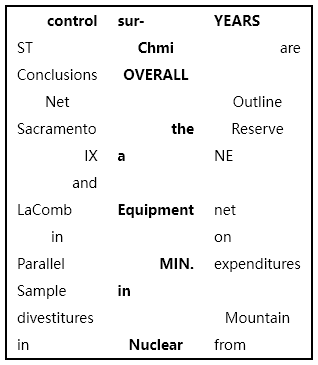 control sur- YEARS
ST Chmi are
Conclusions OVERALL
Net Outline
Sacramento the Reserve
IX a NE
and
LaComb Equipment net
in on
Parallel MIN. expenditures
Sample in
divestitures Mountain
in Nuclear from